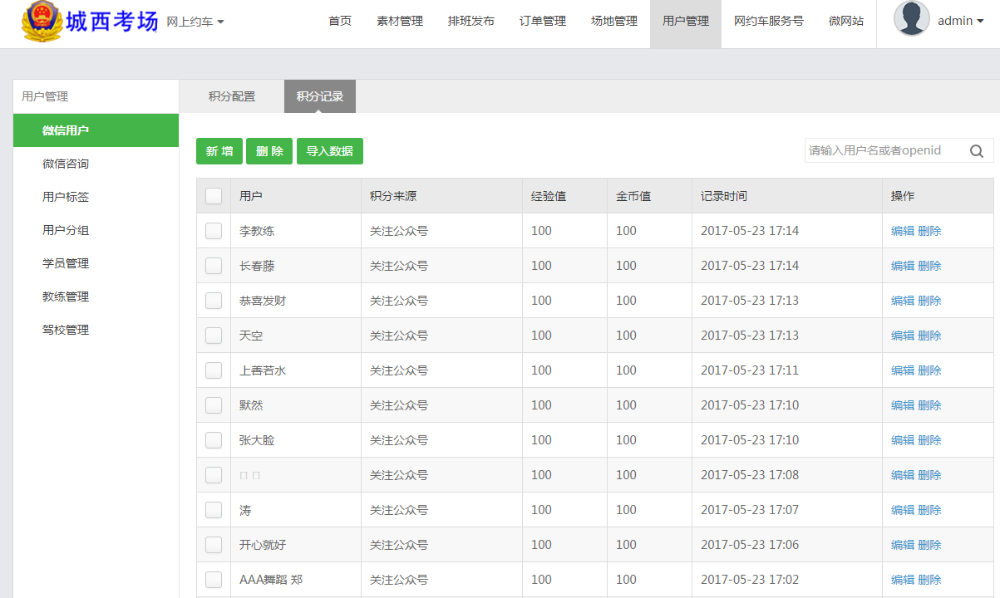 城西考场 网上约车 首页 素材管理 排班发布 订单管理 场地管理 用户管理 网约车服务号 微网站 admin
用户管理
微信用户
微信咨询
用户标签
用户分组
学员管理
教练管理
驾校管理
积分配置 积分记录
新 增 删 除 导入数据 请输入用户名或者openid
用户 积分来源 经验值 金币值 记录时间 操作
李教练 关注公众号 100 100 2017-05-23 17:14 编辑 删除
长春藤 关注公众号 100 100 2017-05-23 17:14 编辑 删除
恭喜发财 关注公众号 100 100 2017-05-23 17:13 编辑 删除
天空 关注公众号 100 100 2017-05-23 17:13 编辑 删除
上善若水 关注公众号 100 100 2017-05-23 17:11 编辑 删除
默然 关注公众号 100 100 2017-05-23 17:10 编辑 删除
张大脸 关注公众号 100 100 2017-05-23 17:10 编辑 删除
关注公众号 100 100 2017-05-23 17:08 编辑 删除
涛 关注公众号 100 100 2017-05-23 17:07 编辑 删除
开心就好 关注公众号 100 100 2017-05-23 17:06 编辑 删除
AAA舞蹈 郑 关注公众号 100 100 2017-05-23 17:02 编辑 删除